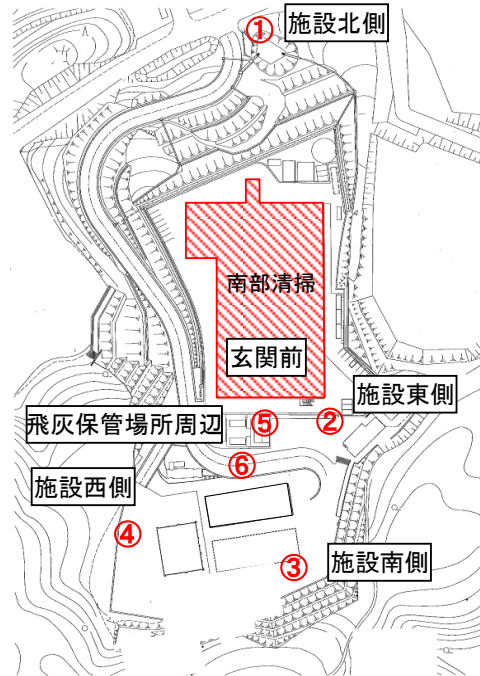 ①
施設北側
南部清掃
玄関前
施設東側
②
飛灰保管場所周辺
⑤
⑥
施設西側
④
③
施設南側